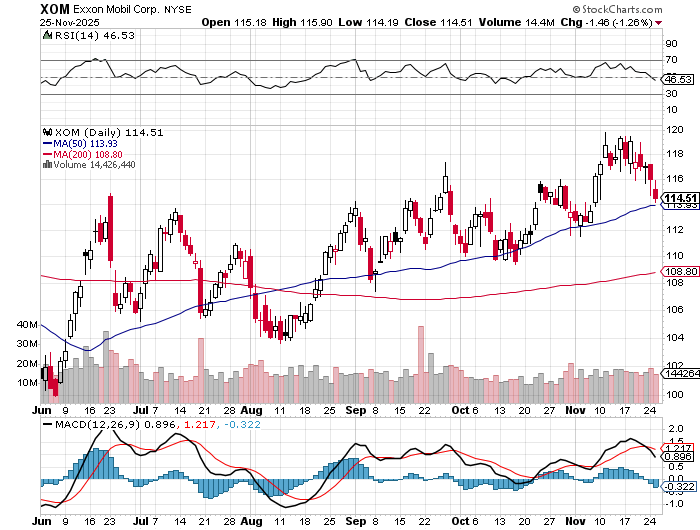 XOM Exxon Mobil Corp. NYSE © StockCharts.com
25-Nov-2025 Open 115.18 High 115.90 Low 114.19 Close 114.51 Volume 14.4M Chg -1.46 (-1.26%)
RSI(14) 46.53
90
70
50
46.53
30
10
XOM (Daily) 114.51
MA(50) 113.93
MA(200) 108.80
Volume 14,426,440
120
118
116
114.51
113.93
112
110
108.80
108
106
104
102
100
40M
30M
20M
10M
14426440
Jun 9 16 23 Jul 14 21 28 Aug 11 18 25 Sep 8 15 22 Oct 6 13 20 27 Nov 10 17 24
MACD(12,26,9) 0.896, 1.217, -0.322
2.0
1.5
1.217
0.896
0.5
0.0
-0.322
-0.5
-1.0
Jun 9 16 23 Jul 14 21 28 Aug 11 18 25 Sep 8 15 22 Oct 6 13 20 27 Nov 10 17 24